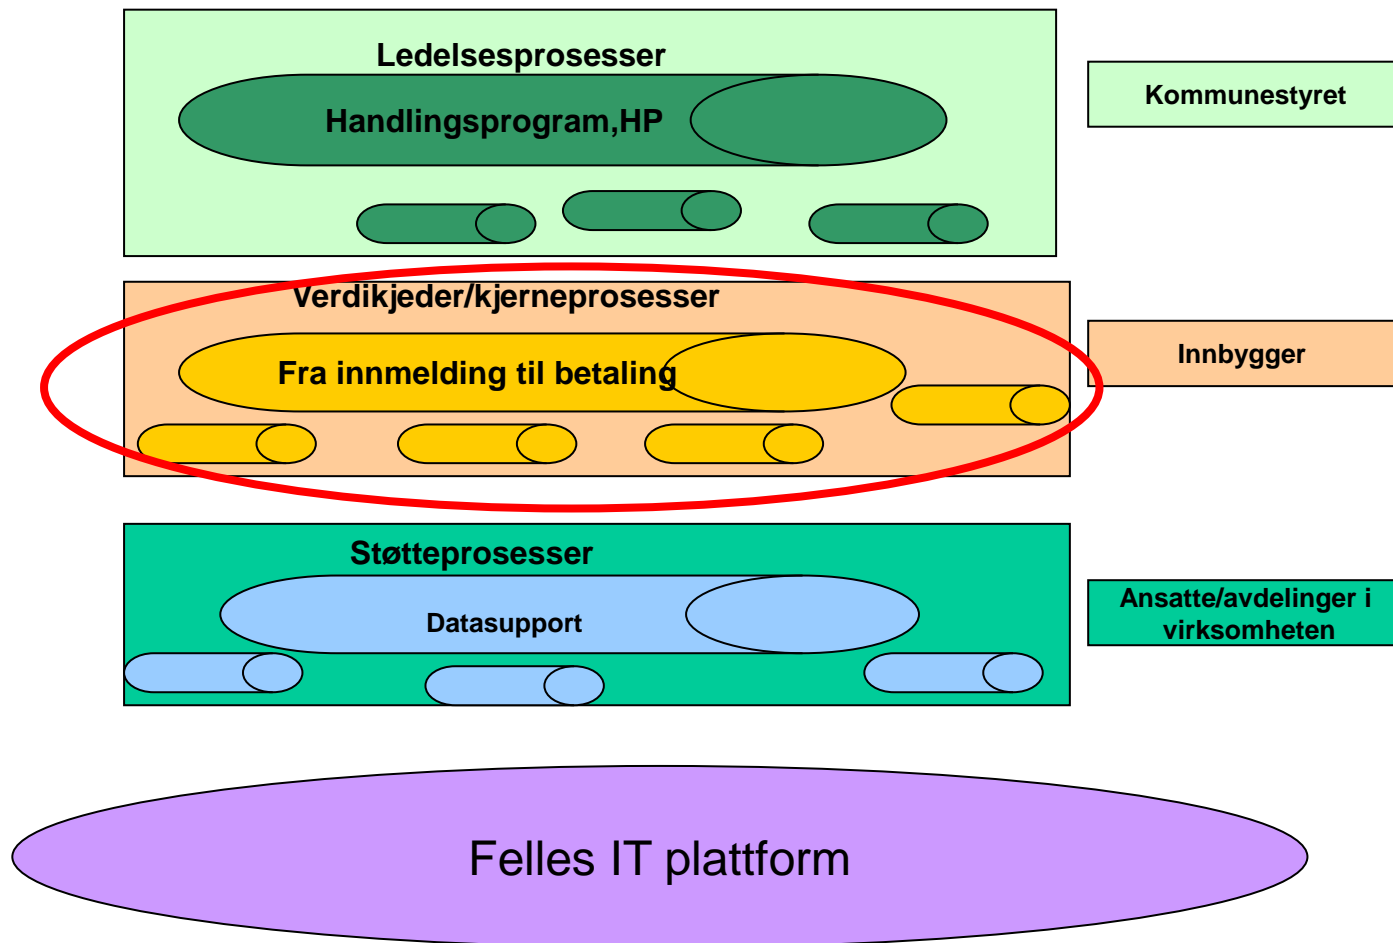 Ledelsesprosesser
Handlingsprogram,HP
Kommunestyret
Verdikjeder/kjerneprosesser
Fra innmelding til betaling
Innbygger
Støtteprosesser
Datasupport
Ansatte/avdelinger i
virksomheten
Felles IT plattform